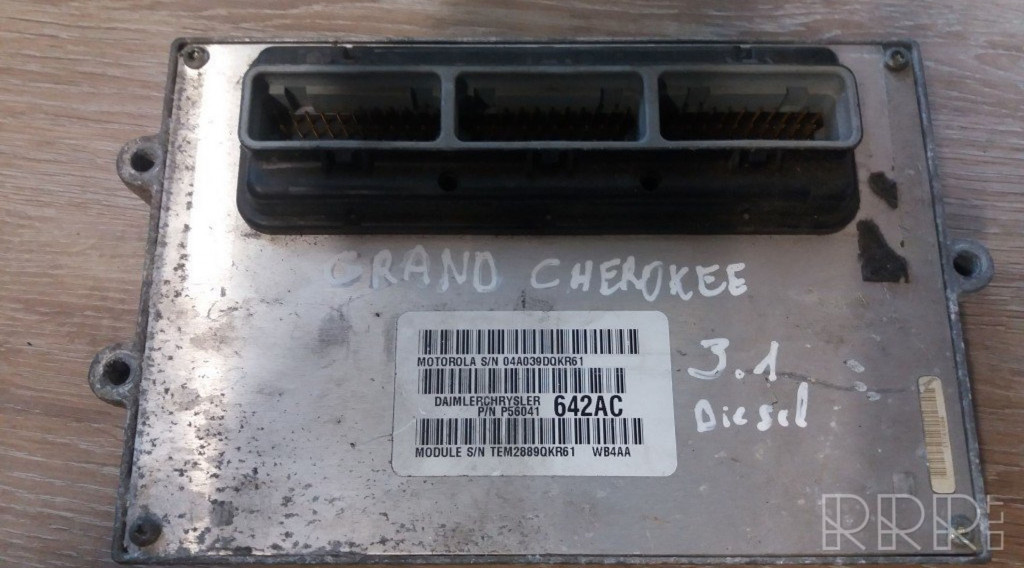 GRAND CHEROKEE
3.1
Diesel
MOTOROLA S/N 04A039DQKR61
DAIMLERCHRYSLER
P/N P56041 642AC
MODULE S/N TEM2889QKR61 WB4AA
RRR